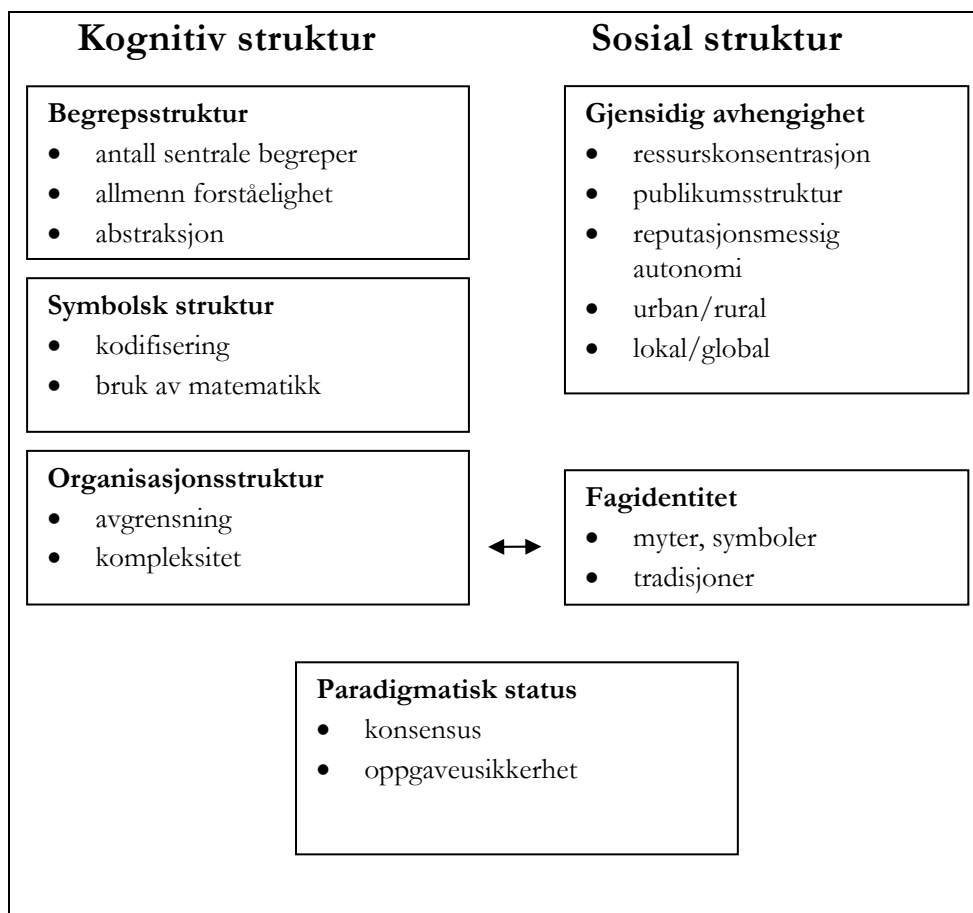 Kognitiv struktur
Begrepsstruktur
• antall sentrale begreper
• allmenn forståelighet
• abstraksjon
Symbolsk struktur
• kodifisering
• bruk av matematikk
Organisasjonsstruktur
• avgrensning
• kompleksitet
Sosial struktur
Gjensidig avhengighet
• ressurskonsentrasjon
• publikumsstruktur
• reputasjonsmessig
autonomi
• urban/rural
• lokal/global
Fagidentitet
• myter, symboler
• tradisjoner
Paradigmatisk status
• konsensus
• oppgaveusikkerhet